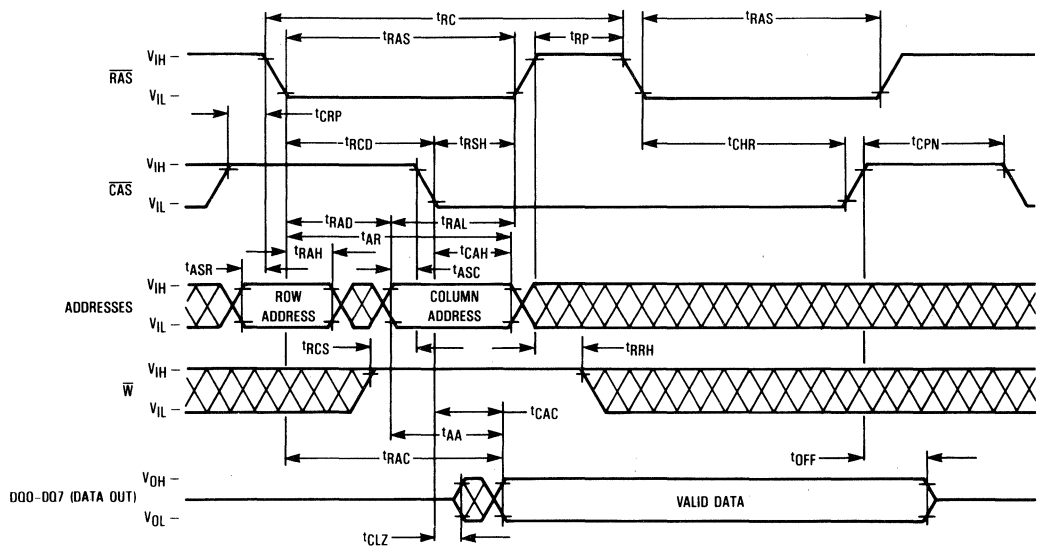 tRC
tRAS tRP tRAS
VIH
RAS
VIL
tCRP
tRCD tRSH tCHR tCPN
VIH
CAS
VIL
tRAD tRAL
tAR
tRAH tCAH
tASR tASC
VIH
ADDRESSES ROW ADDRESS COLUMN ADDRESS
VIL
tRCS tRRH
VIH
W
VIL
tCAC
tAA
tRAC tOFF
VOH
DQ0-DQ7 (DATA OUT) VALID DATA
VOL
tCLZ